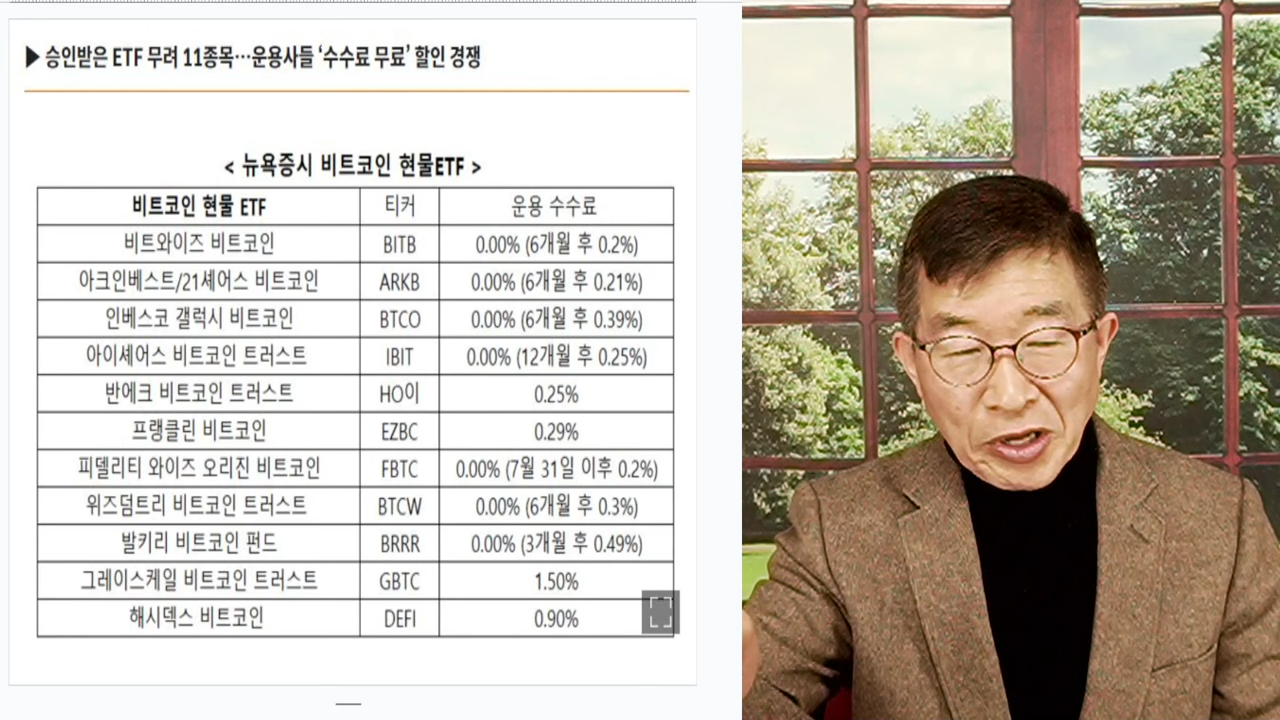 ▶ 승인받은 ETF 무려 11종목…운용사들 ‘수수료 무료’ 할인 경쟁
< 뉴욕증시 비트코인 현물ETF >
비트코인 현물 ETF 티커 운용 수수료
비트와이즈 비트코인 BITB 0.00% (6개월 후 0.2%)
아크인베스트/21셰어스 비트코인 ARKB 0.00% (6개월 후 0.21%)
인베스코 갤럭시 비트코인 BTCO 0.00% (6개월 후 0.39%)
아이셰어스 비트코인 트러스트 IBIT 0.00% (12개월 후 0.25%)
반에크 비트코인 트러스트 HO이 0.25%
프랭클린 비트코인 EZBC 0.29%
피델리티 와이즈 오리진 비트코인 FBTC 0.00% (7월 31일 이후 0.2%)
위즈덤트리 비트코인 트러스트 BTCW 0.00% (6개월 후 0.3%)
발키리 비트코인 펀드 BRRR 0.00% (3개월 후 0.49%)
그레이스케일 비트코인 트러스트 GBTC 1.50%
해시덱스 비트코인 DEFI 0.90%